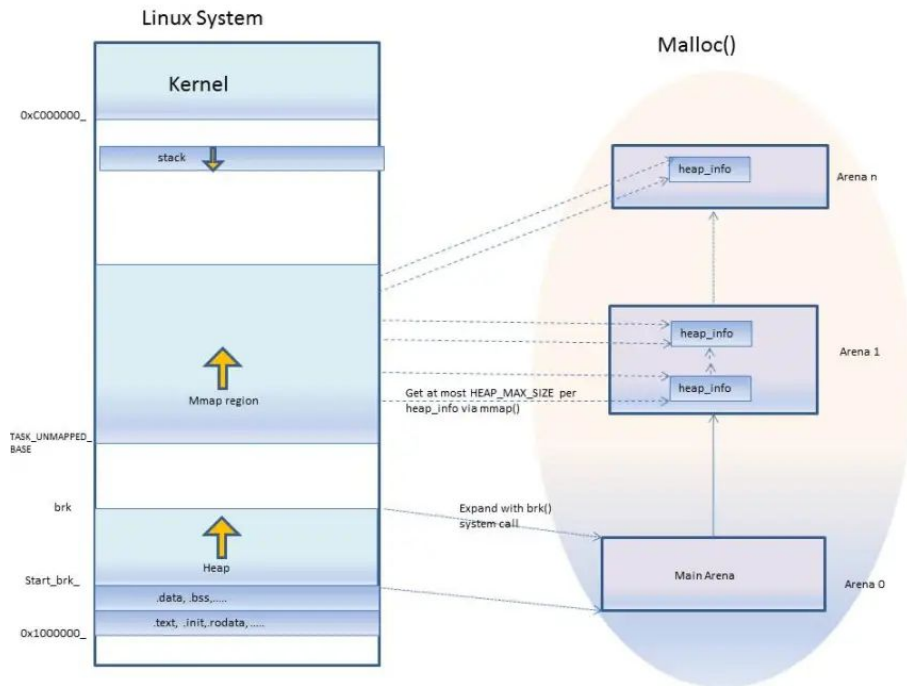 Linux System
Malloc()
Kernel
0xC000000_
stack
heap_info
Arena n
heap_info
Arena 1
heap_info
Mmap region
Get at most HEAP_MAX_SIZE per
heap_info via mmap()
TASK_UNMAPPED_
BASE
brk
Expand with brk()
system call
Heap
Main Arena
Arena 0
Start_brk_
.data, .bss,.....
.text, .init,.rodata, .....
0x1000000_